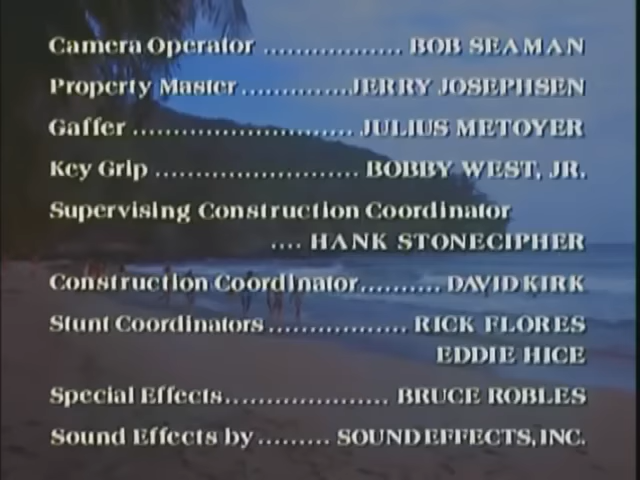 Camera Operator ................. BOB SEAMAN
Property Master .............JERRY JOSEPHSEN
Gaffer ........................... JULIUS METOYER
Key Grip ......................... BOBBY WEST, JR.
Supervising Construction Coordinator
.... HANK STONECIPHER
Construction Coordinator.......... DAVID KIRK
Stunt Coordinators ................. RICK FLORES
EDDIE HICE
Special Effects.................... BRUCE ROBLES
Sound Effects by ......... SOUND EFFECTS, INC.